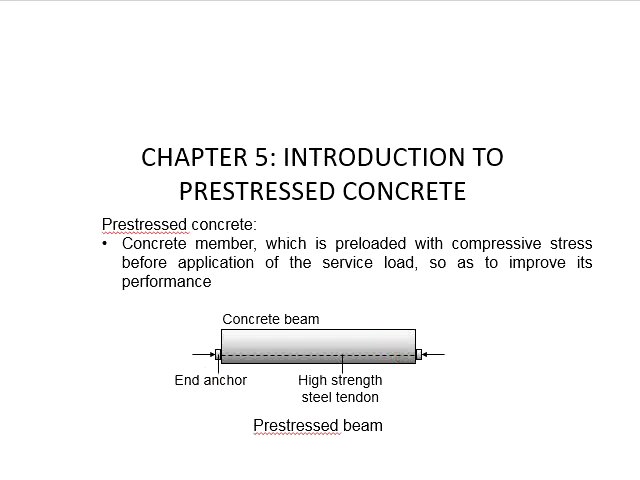 CHAPTER 5: INTRODUCTION TO
PRESTRESSED CONCRETE
Prestressed concrete:
• Concrete member, which is preloaded with compressive stress
before application of the service load, so as to improve its
performance
Concrete beam
End anchor
High strength
steel tendon
Prestressed beam